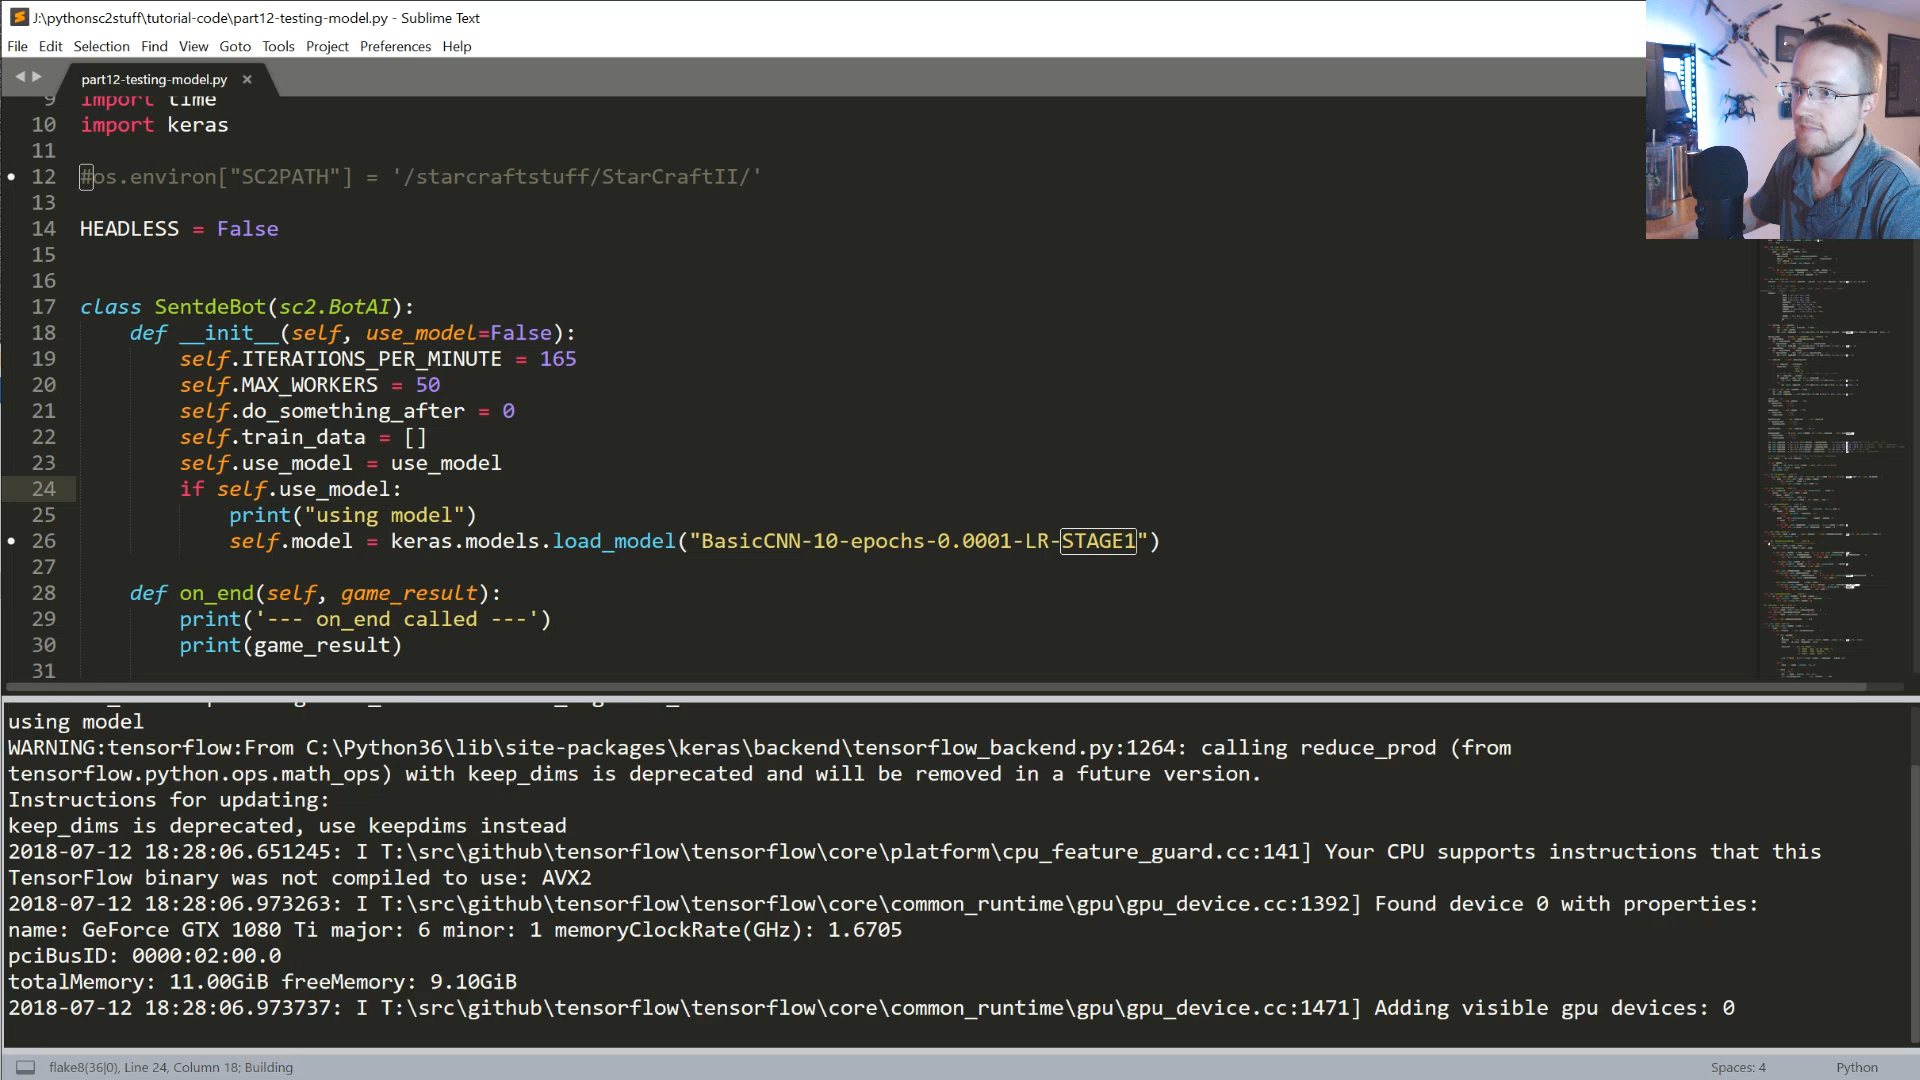 J:\pythonsc2stuff\tutorial-code\part12-testing-model.py - Sublime Text
File Edit Selection Find View Goto Tools Project Preferences Help
part12-testing-model.py ×
9 import time
10 import keras
11
12 #os.environ["SC2PATH"] = '/starcraftstuff/StarCraftII/'
13
14 HEADLESS = False
15
16
17 class SentdeBot(sc2.BotAI):
18 def __init__(self, use_model=False):
19 self.ITERATIONS_PER_MINUTE = 165
20 self.MAX_WORKERS = 50
21 self.do_something_after = 0
22 self.train_data = []
23 self.use_model = use_model
24 if self.use_model:
25 print("using model")
26 self.model = keras.models.load_model("BasicCNN-10-epochs-0.0001-LR-STAGE1")
27
28 def on_end(self, game_result):
29 print('--- on_end called ---')
30 print(game_result)
31
using model
WARNING:tensorflow:From C:\Python36\lib\site-packages\keras\backend\tensorflow_backend.py:1264: calling reduce_prod (from
tensorflow.python.ops.math_ops) with keep_dims is deprecated and will be removed in a future version.
Instructions for updating:
keep_dims is deprecated, use keepdims instead
2018-07-12 18:28:06.651245: I T:\src\github\tensorflow\tensorflow\core\platform\cpu_feature_guard.cc:141] Your CPU supports instructions that this
TensorFlow binary was not compiled to use: AVX2
2018-07-12 18:28:06.973263: I T:\src\github\tensorflow\tensorflow\core\common_runtime\gpu\gpu_device.cc:1392] Found device 0 with properties:
name: GeForce GTX 1080 Ti major: 6 minor: 1 memoryClockRate(GHz): 1.6705
pciBusID: 0000:02:00.0
totalMemory: 11.00GiB freeMemory: 9.10GiB
2018-07-12 18:28:06.973737: I T:\src\github\tensorflow\tensorflow\core\common_runtime\gpu\gpu_device.cc:1471] Adding visible gpu devices: 0
flake8(36|0), Line 24, Column 18; Building
Spaces: 4
Python